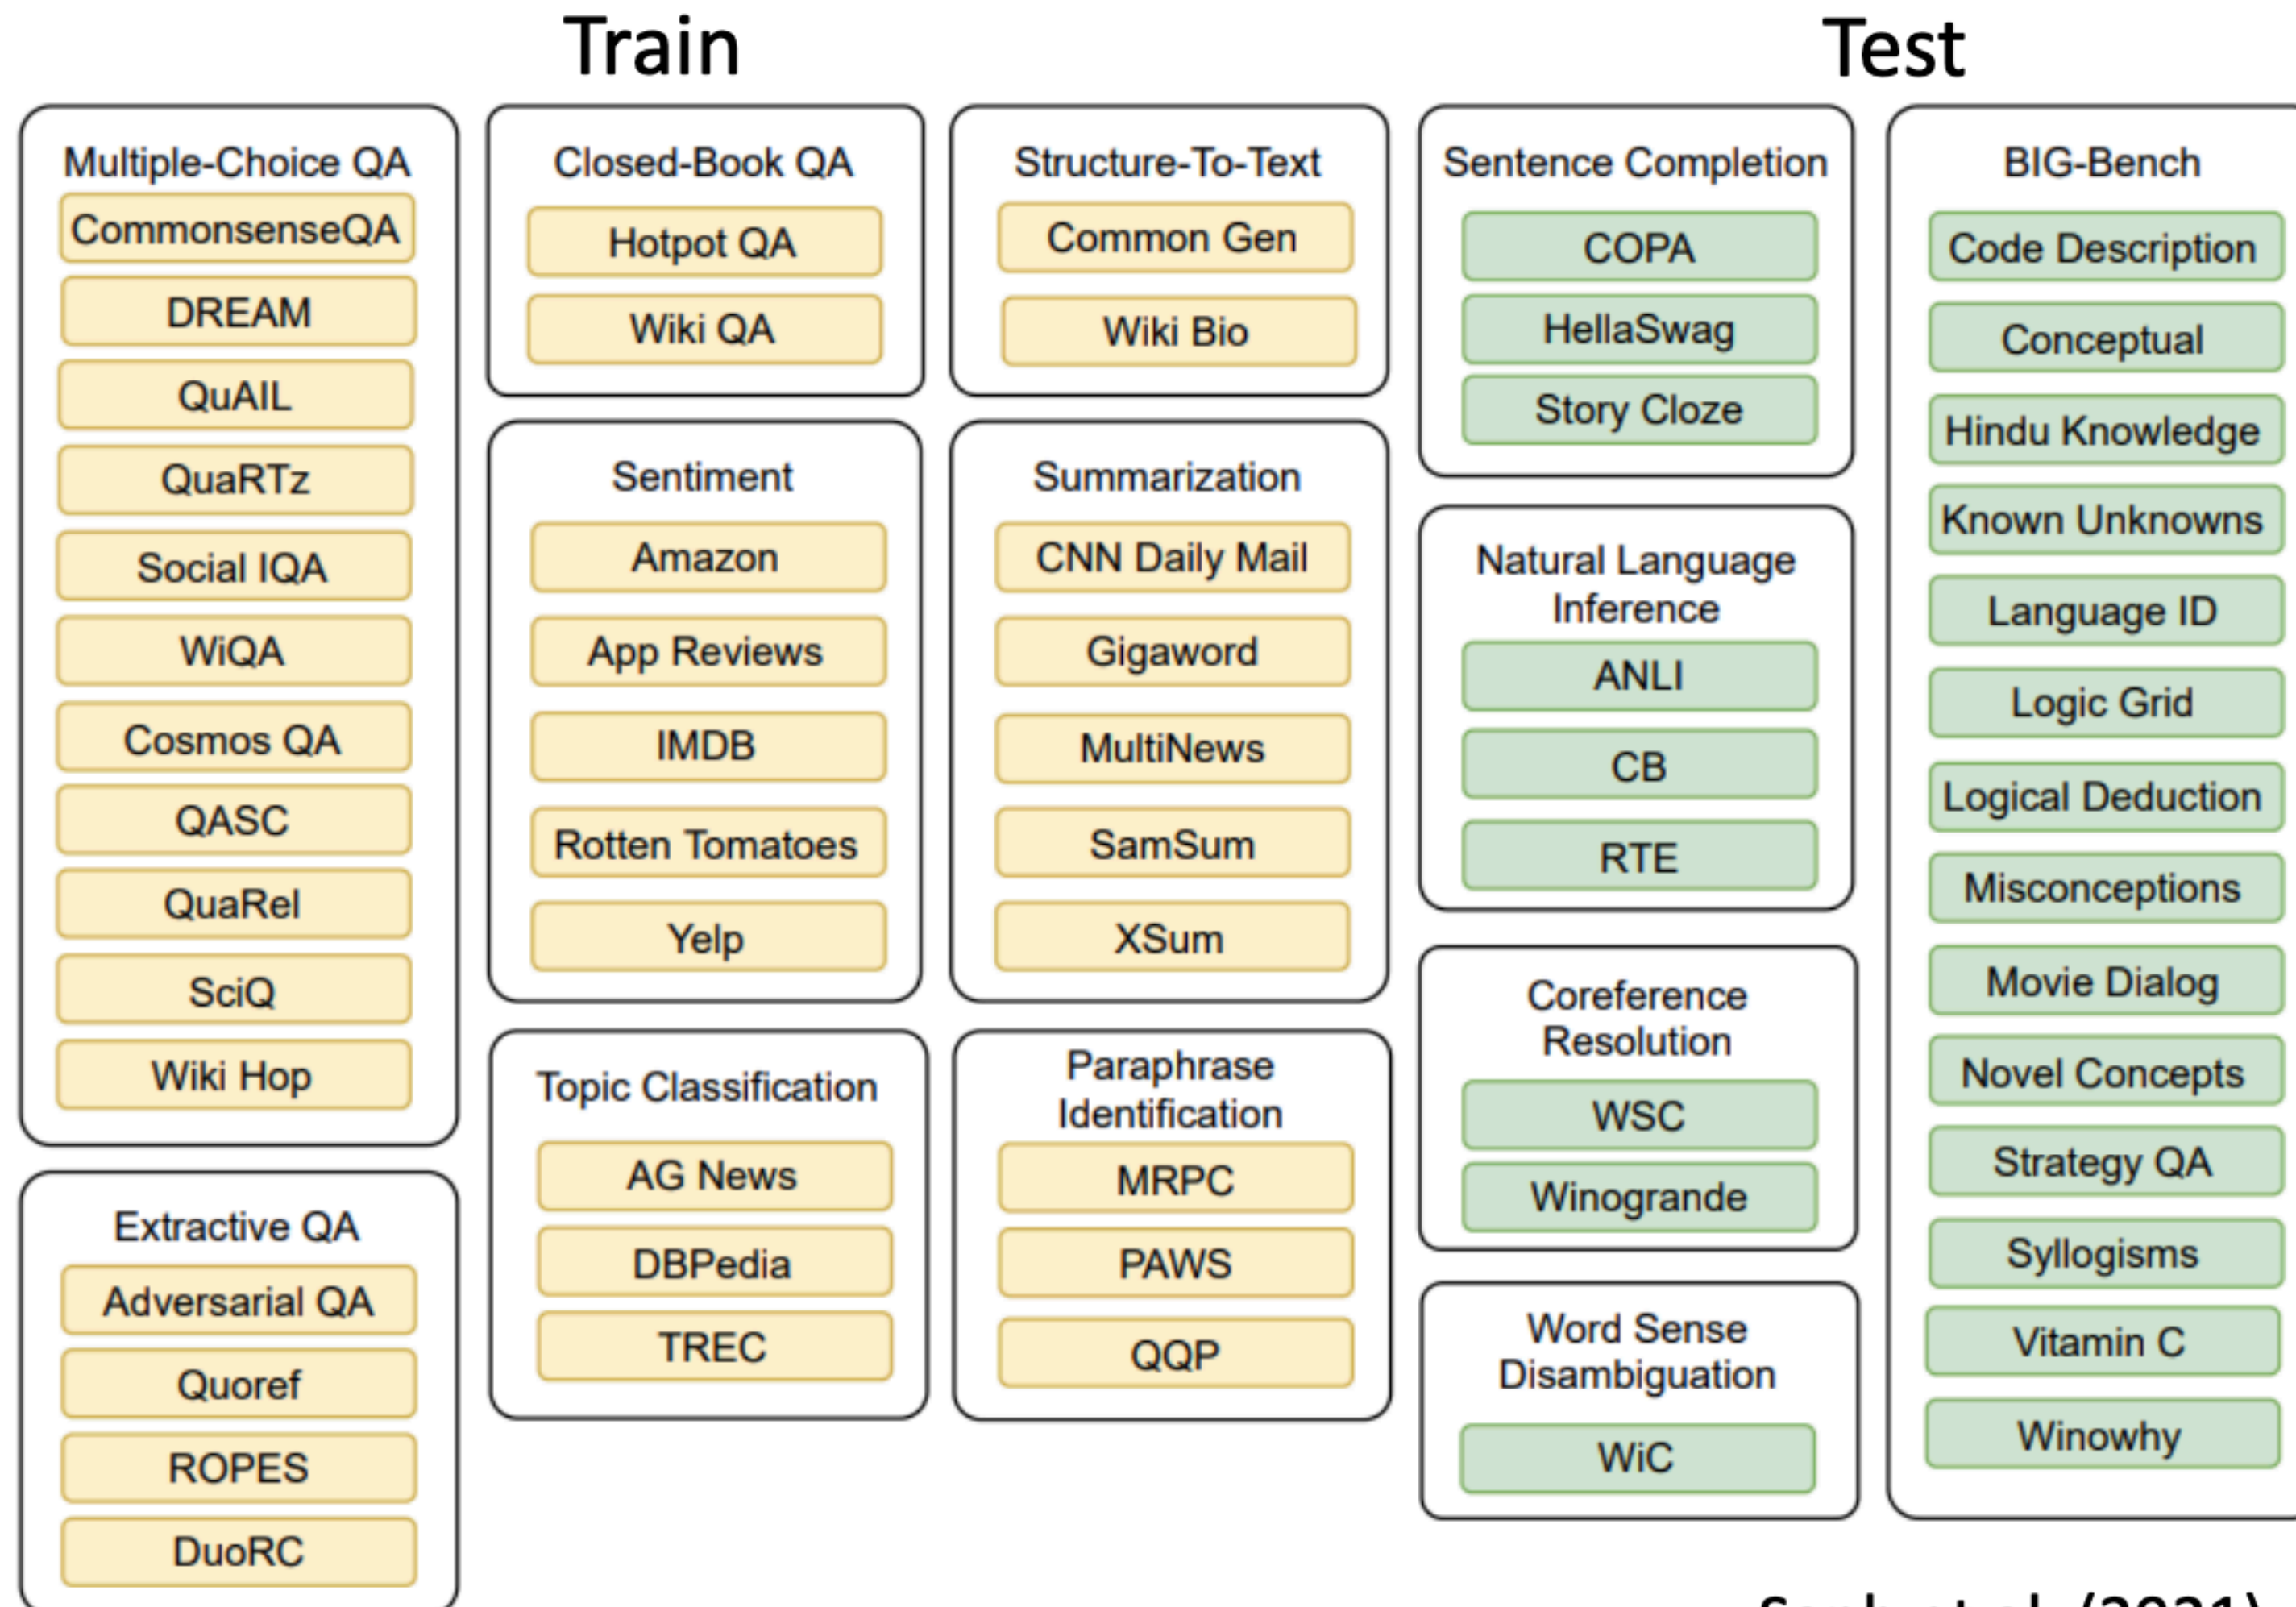 Train
Test
Multiple-Choice QA
CommonsenseQA
DREAM
QuAIL
QuaRTz
Social IQA
WiQA
Cosmos QA
QASC
QuaRel
SciQ
Wiki Hop
Extractive QA
Adversarial QA
Quoref
ROPES
DuoRC
Closed-Book QA
Hotpot QA
Wiki QA
Sentiment
Amazon
App Reviews
IMDB
Rotten Tomatoes
Yelp
Topic Classification
AG News
DBPedia
TREC
Structure-To-Text
Common Gen
Wiki Bio
Summarization
CNN Daily Mail
Gigaword
MultiNews
SamSum
XSum
Paraphrase
Identification
MRPC
PAWS
QQP
Sentence Completion
COPA
HellaSwag
Story Cloze
Natural Language
Inference
ANLI
CB
RTE
Coreference
Resolution
WSC
Winogrande
Word Sense
Disambiguation
WiC
BIG-Bench
Code Description
Conceptual
Hindu Knowledge
Known Unknowns
Language ID
Logic Grid
Logical Deduction
Misconceptions
Movie Dialog
Novel Concepts
Strategy QA
Syllogisms
Vitamin C
Winowhy
et al. (2021)